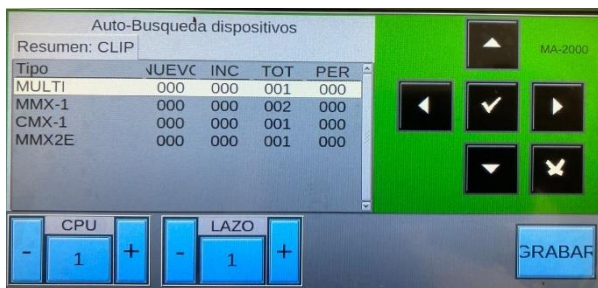 Auto-Busqueda dispositivos
Resumen: CLIP
MA-2000
Tipo NUEVC INC TOT PER
MULTI 000 000 001 000
MMX-1 000 000 002 000
CMX-1 000 000 001 000
MMX2E 000 000 001 000
CPU LAZO
- 1 + - 1 +
GRABAR